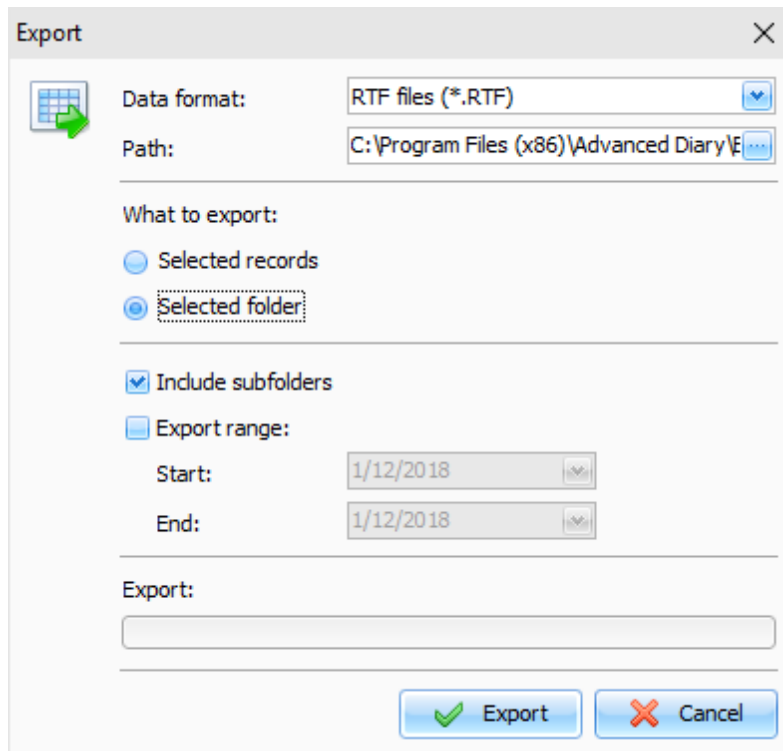 Export
Data format: RTF files (*.RTF)
Path: C:\Program Files (x86)\Advanced Diary\E
What to export:
Selected records
Selected folder
Include subfolders
Export range:
Start: 1/12/2018
End: 1/12/2018
Export:
Export Cancel